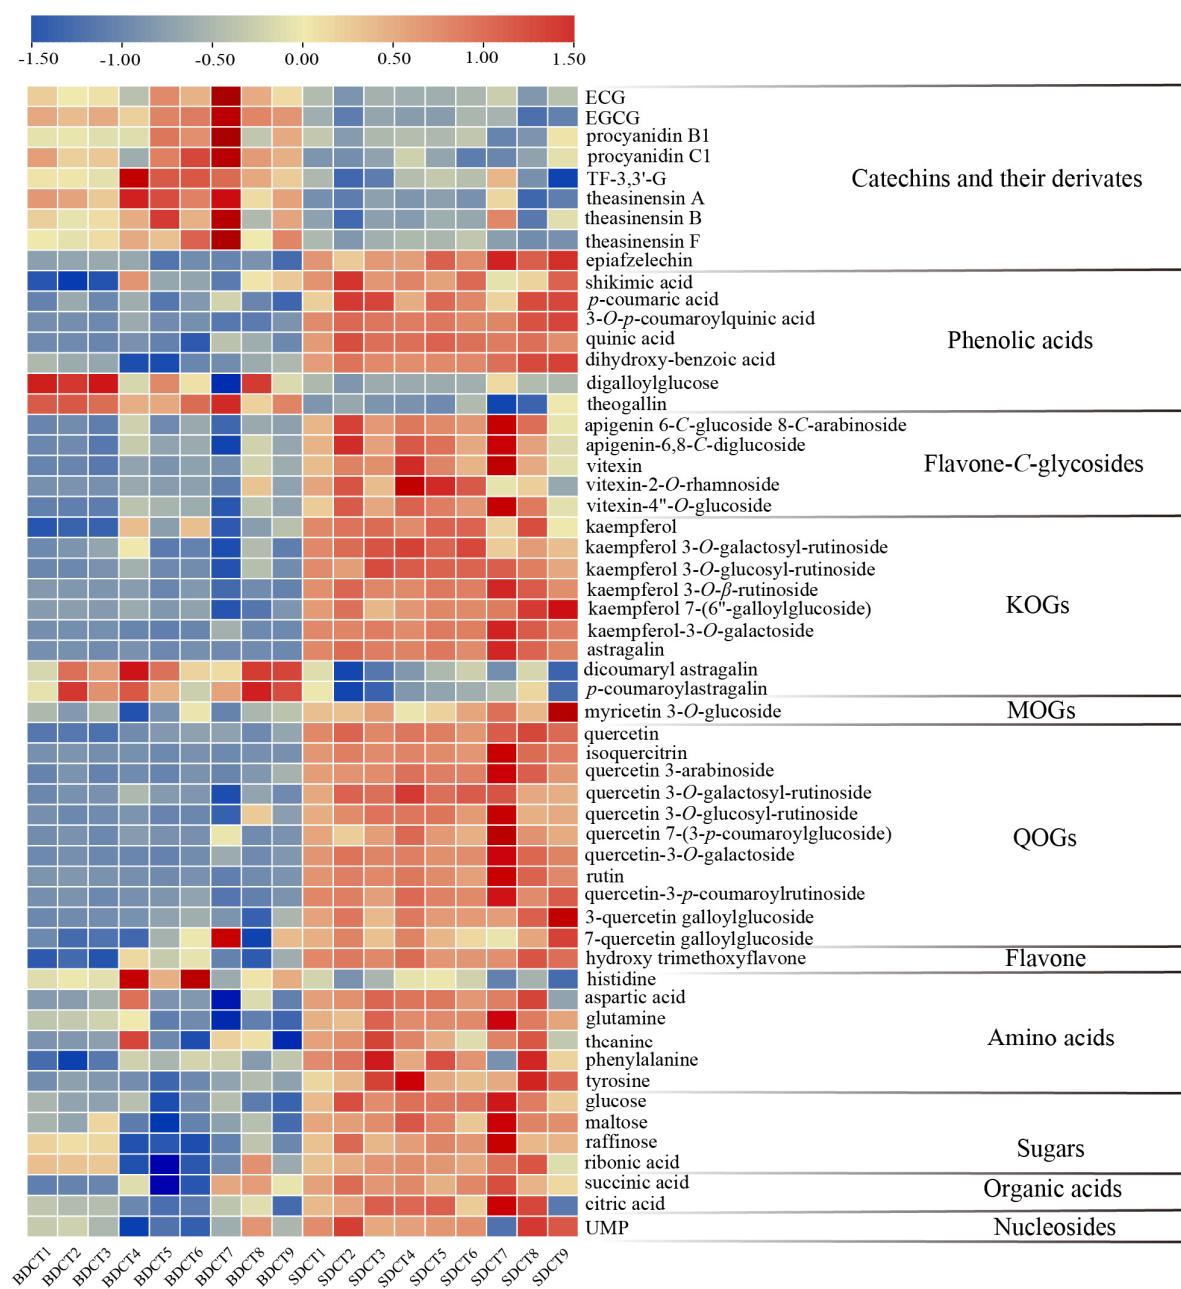 -1.50 -1.00 -0.50 0.00 0.50 1.00 1.50
ECG
EGCG
procyanidin B1
procyanidin C1
TF-3,3'-G
theasinensin A
theasinensin B
theasinensin F
epiafzelechin
Catechins and their derivates
shikimic acid
p-coumaric acid
3-O-p-coumaroylquinic acid
quinic acid
dihydroxy-benzoic acid
digalloylglucose
theogallin
Phenolic acids
apigenin 6-C-glucoside 8-C-arabinoside
apigenin-6,8-C-diglucoside
vitexin
vitexin-2-O-rhamnoside
vitexin-4"-O-glucoside
Flavone-C-glycosides
kaempferol
kaempferol 3-O-galactosyl-rutinoside
kaempferol 3-O-glucosyl-rutinoside
kaempferol 3-O-β-rutinoside
kaempferol 7-(6"-galloylglucoside)
kaempferol-3-O-galactoside
astragalin
dicoumaryl astragalin
p-coumaroylastragalin
KOGs
myricetin 3-O-glucoside
MOGs
quercetin
isoquercitrin
quercetin 3-arabinoside
quercetin 3-O-galactosyl-rutinoside
quercetin 3-O-glucosyl-rutinoside
quercetin 7-(3-p-coumaroylglucoside)
quercetin-3-O-galactoside
rutin
quercetin-3-p-coumaroylrutinoside
3-quercetin galloylglucoside
7-quercetin galloylglucoside
QOGs
hydroxy trimethoxyflavone
Flavone
histidine
aspartic acid
glutamine
theanine
phenylalanine
tyrosine
Amino acids
glucose
maltose
raffinose
ribonic acid
Sugars
succinic acid
citric acid
Organic acids
UMP
Nucleosides
BDCT1 BDCT2 BDCT3 BDCT4 BDCT5 BDCT6 BDCT7 BDCT8 BDCT9 SDCT1 SDCT2 SDCT3 SDCT4 SDCT5 SDCT6 SDCT7 SDCT8 SDCT9